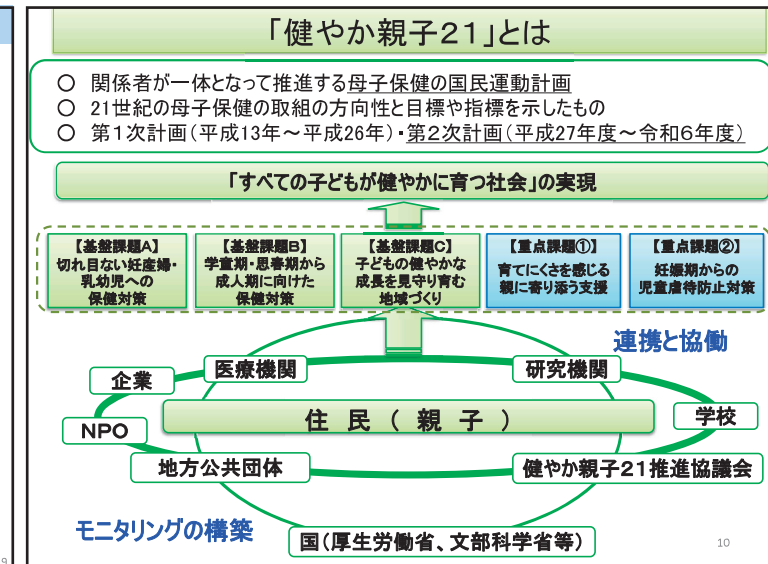 「健やか親子21」とは
○ 関係者が一体となって推進する母子保健の国民運動計画
○ 21世紀の母子保健の取組の方向性と目標や指標を示したもの
○ 第1次計画(平成13年～平成26年)・第2次計画(平成27年度～令和6年度)
「すべての子どもが健やかに育つ社会」の実現
【基盤課題A】
切れ目ない妊産婦・
乳幼児への
保健対策
【基盤課題B】
学童期・思春期から
成人期に向けた
保健対策
【基盤課題C】
子どもの健やかな
成長を見守り育む
地域づくり
【重点課題①】
育てにくさを感じる
親に寄り添う支援
【重点課題②】
妊娠期からの
児童虐待防止対策
連携と協働
医療機関
研究機関
企業
学校
NPO
住民(親子)
地方公共団体
健やか親子21推進協議会
モニタリングの構築
国(厚生労働省、文部科学省等)
10
9